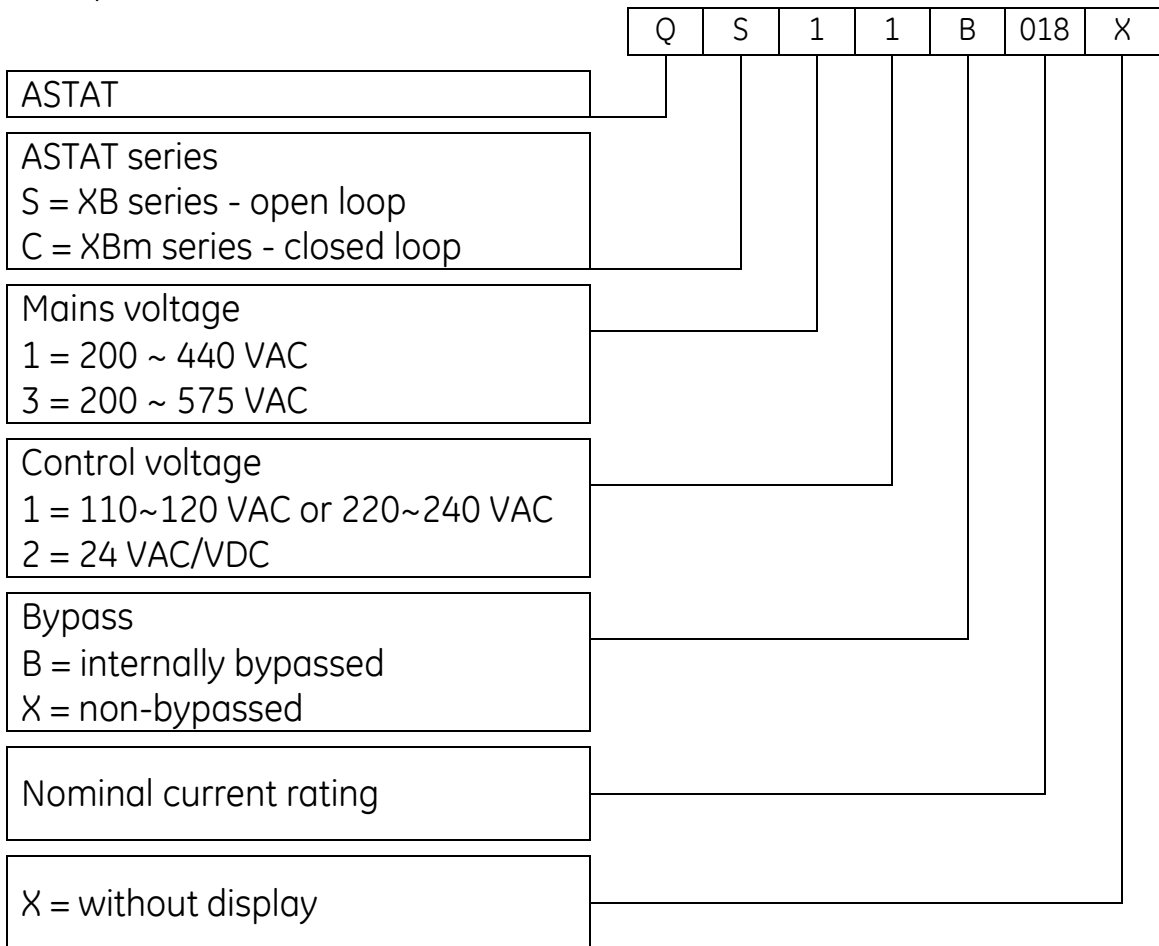 Q S 1 1 B 018 X
ASTAT
ASTAT series
S = XB series - open loop
C = XBm series - closed loop
Mains voltage
1 = 200 ~ 440 VAC
3 = 200 ~ 575 VAC
Control voltage
1 = 110~120 VAC or 220~240 VAC
2 = 24 VAC/VDC
Bypass
B = internally bypassed
X = non-bypassed
Nominal current rating
X = without display